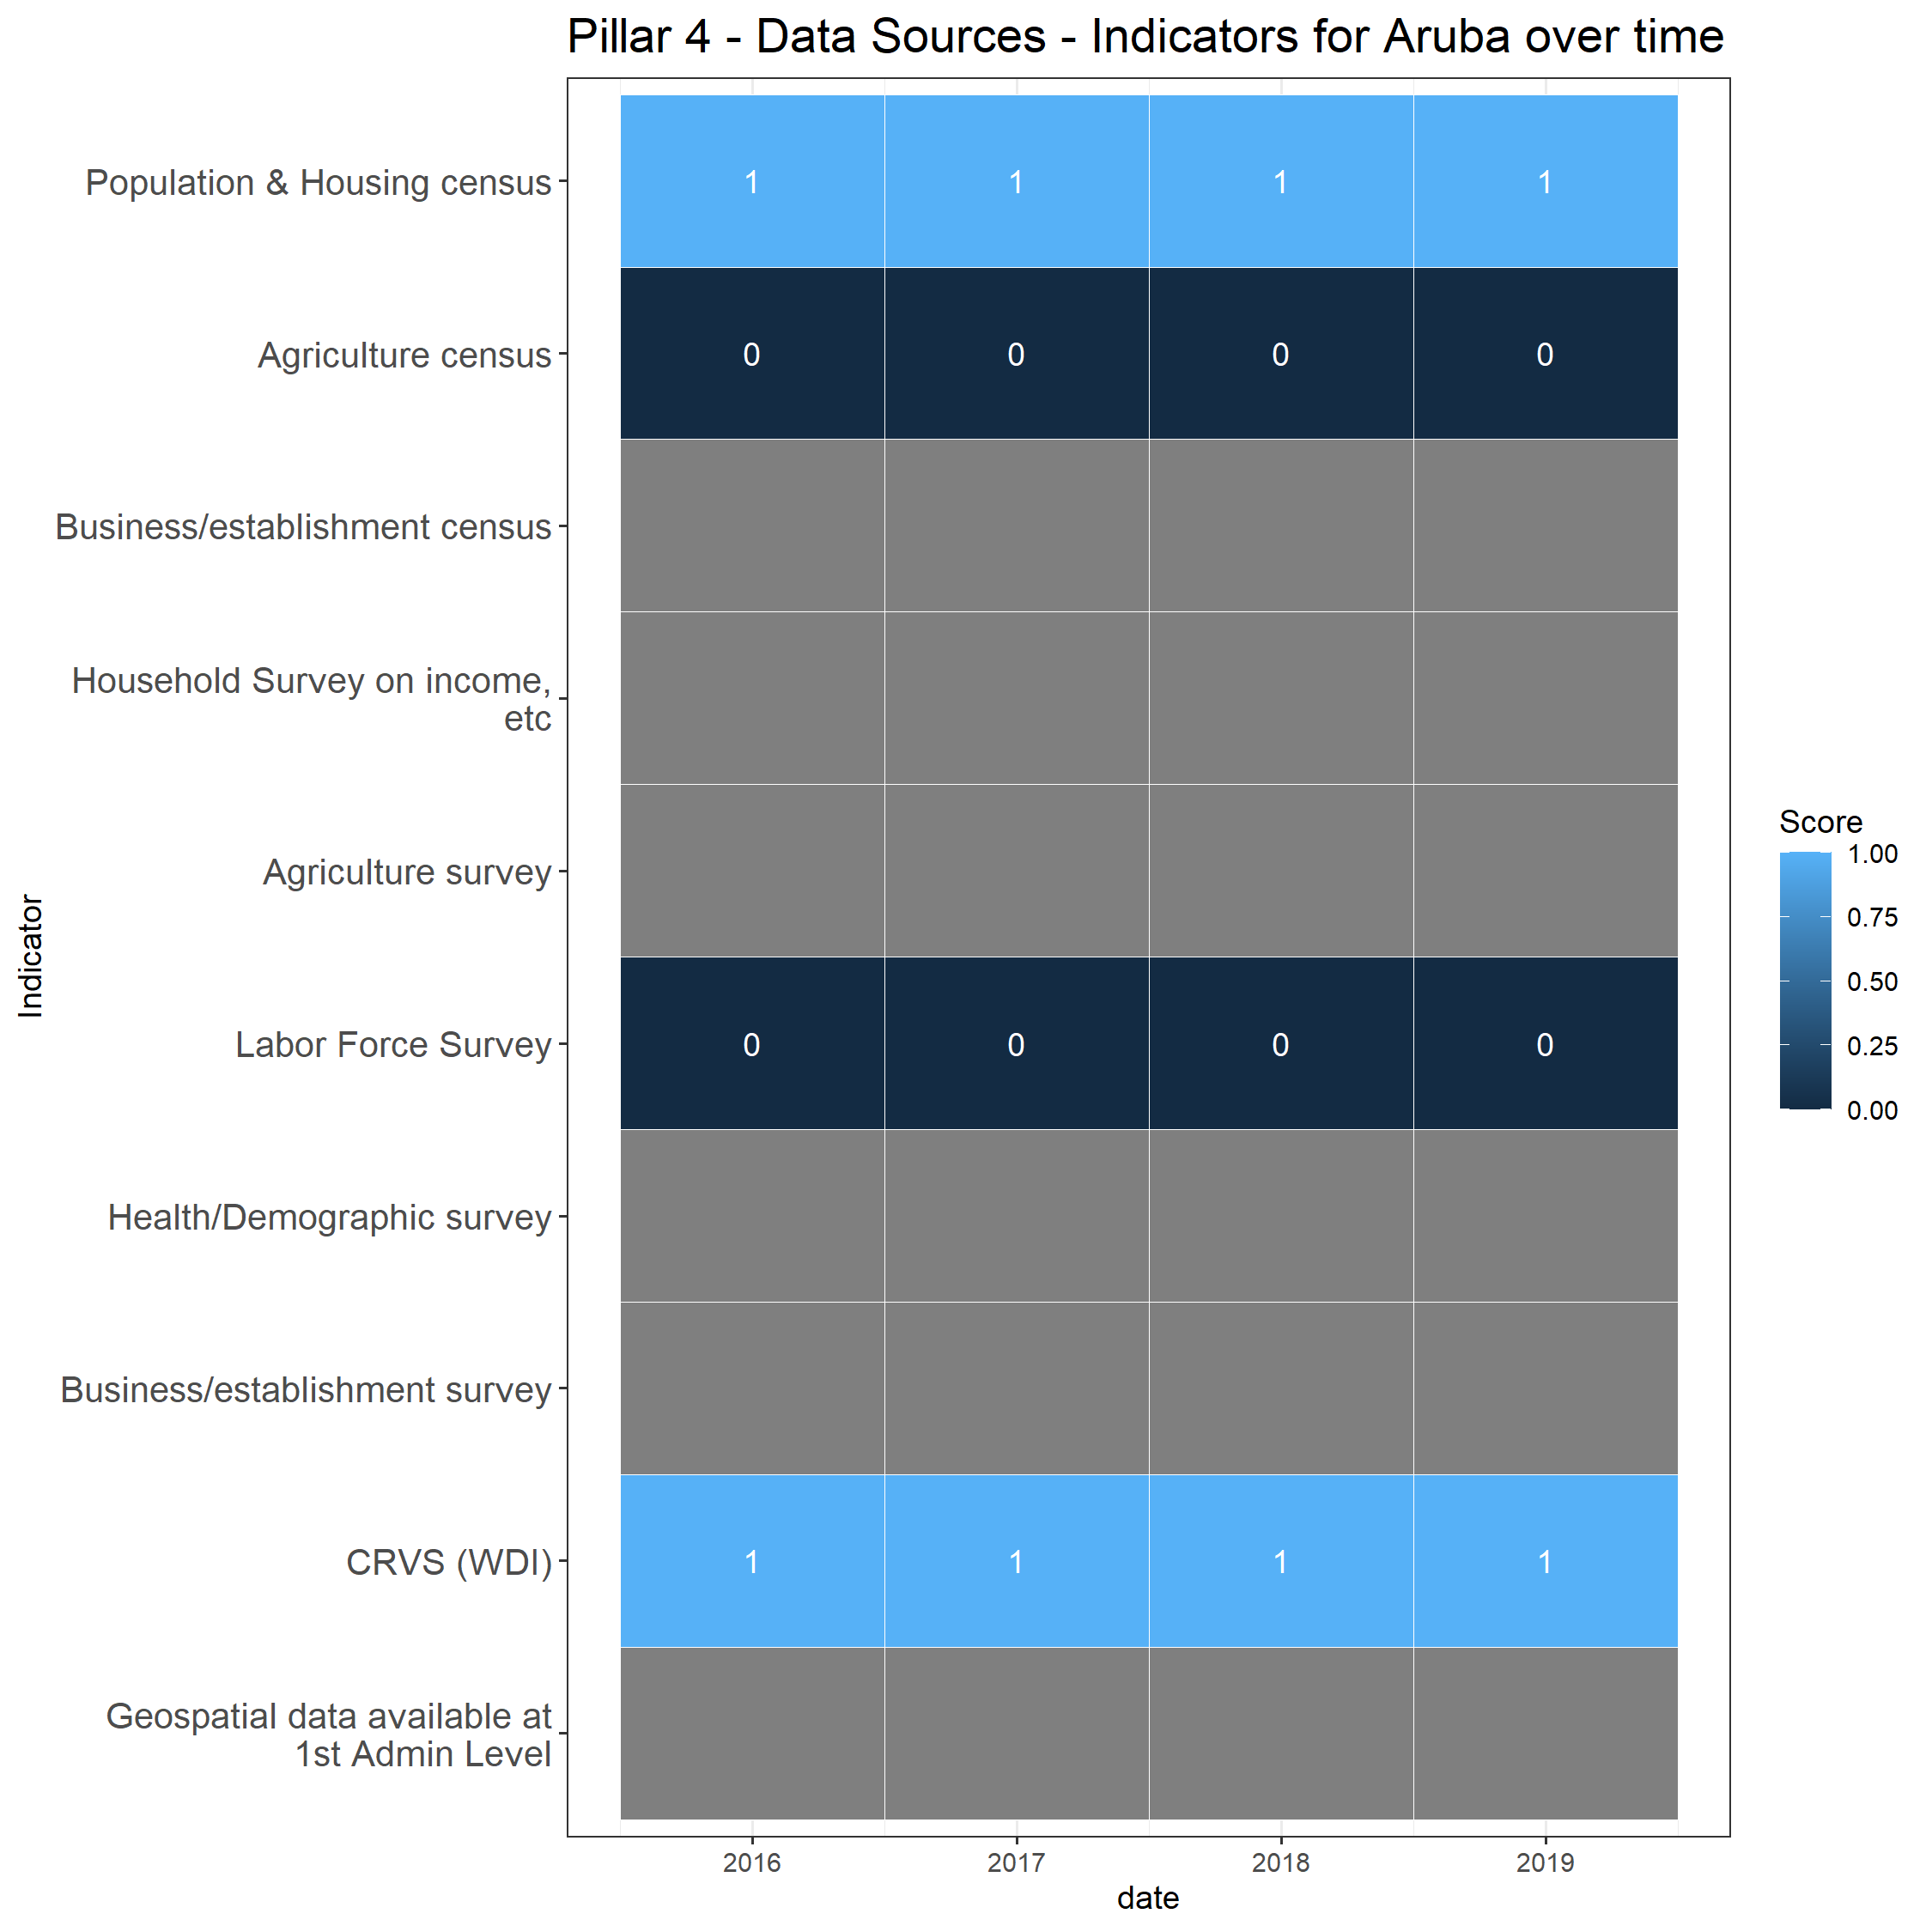 Pillar 4 - Data Sources - Indicators for Aruba over time
Population & Housing census
1 1 1 1
Agriculture census
0 0 0 0
Business/establishment census
Household Survey on income,
etc
Agriculture survey
Labor Force Survey
0 0 0 0
Health/Demographic survey
Business/establishment survey
CRVS (WDI)
1 1 1 1
Geospatial data available at
1st Admin Level
Indicator
2016 2017 2018 2019
date
Score
1.00
0.75
0.50
0.25
0.00